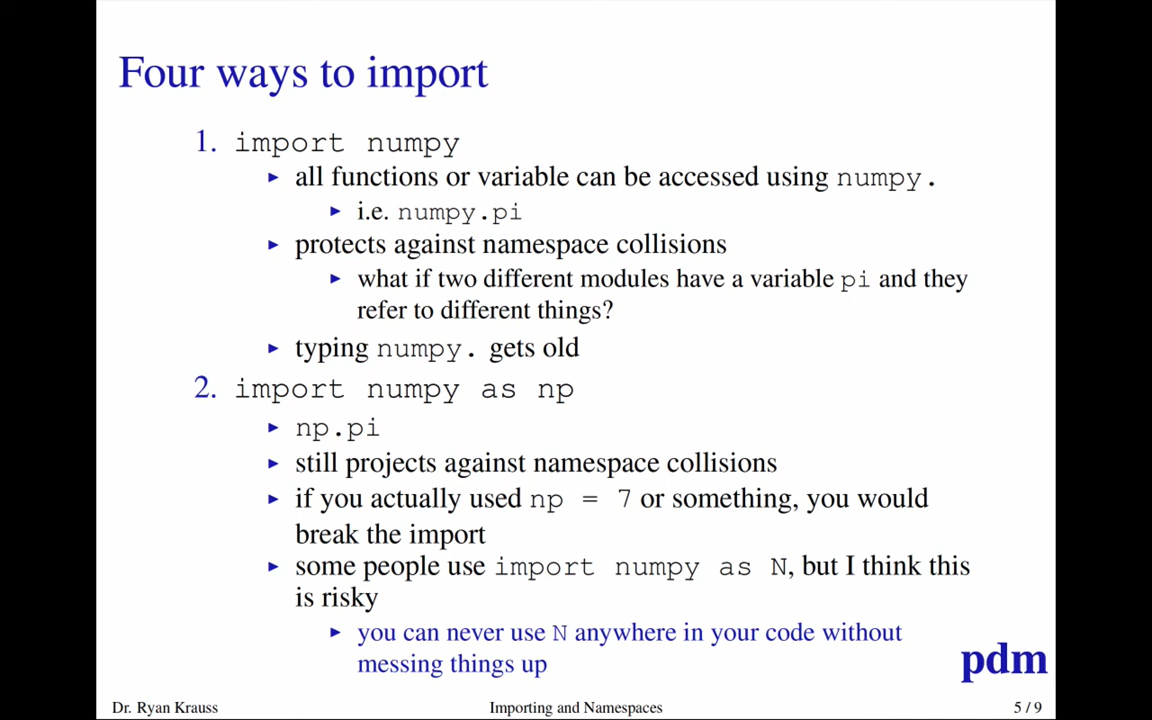 Four ways to import
1. import numpy
▶ all functions or variable can be accessed using numpy.
▶ i.e. numpy.pi
▶ protects against namespace collisions
▶ what if two different modules have a variable pi and they
refer to different things?
▶ typing numpy. gets old
2. import numpy as np
▶ np.pi
▶ still projects against namespace collisions
▶ if you actually used np = 7 or something, you would
break the import
▶ some people use import numpy as N, but I think this
is risky
▶ you can never use N anywhere in your code without
messing things up
pdm
Dr. Ryan Krauss Importing and Namespaces 5 / 9